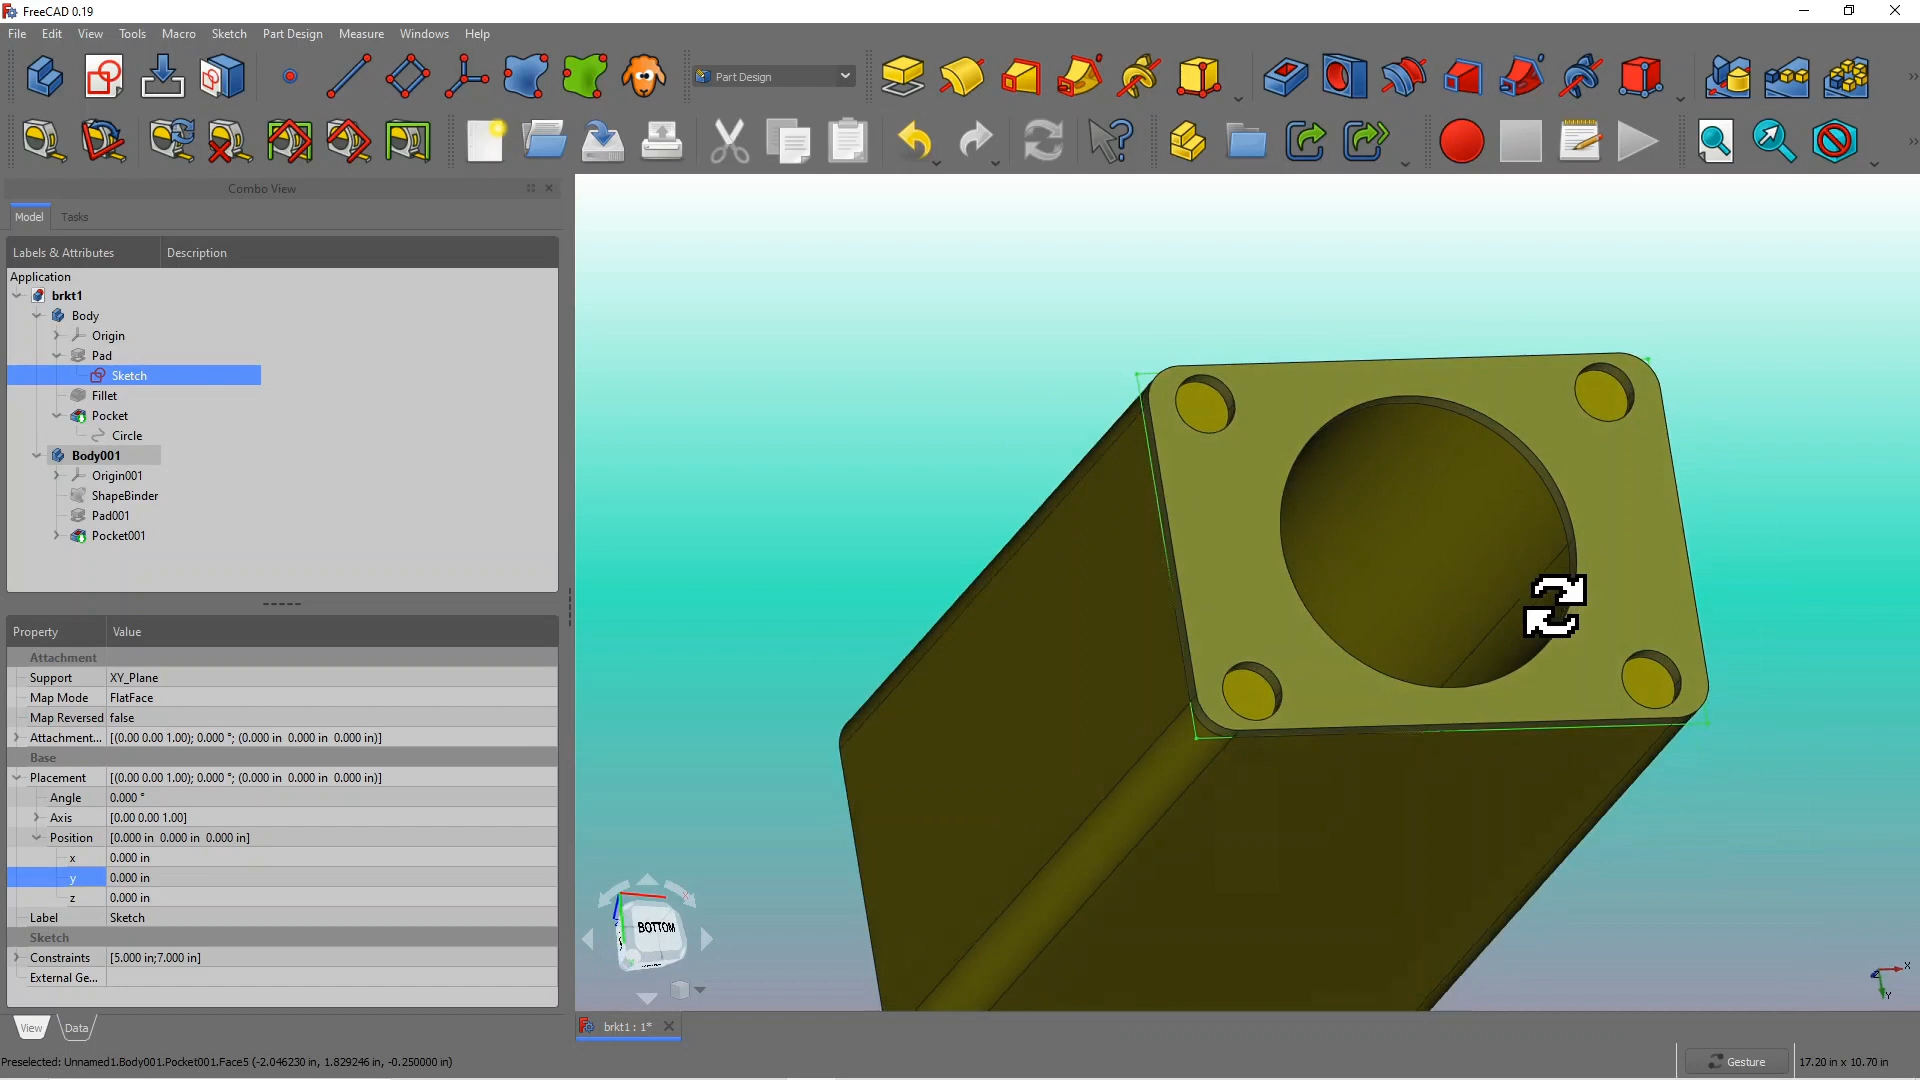 FreeCAD 0.19
File Edit View Tools Macro Sketch Part Design Measure Windows Help
Part Design
Combo View
Model Tasks
Labels & Attributes Description
Application
brkt1
Body
Origin
Pad
Sketch
Fillet
Pocket
Circle
Body001
Origin001
ShapeBinder
Pad001
Pocket001
Property Value
Attachment
Support XY_Plane
Map Mode FlatFace
Map Reversed false
Attachment... [(0.00 0.00 1.00); 0.000 °; (0.000 in 0.000 in 0.000 in)]
Base
Placement [(0.00 0.00 1.00); 0.000 °; (0.000 in 0.000 in 0.000 in)]
Angle 0.000 °
Axis [0.00 0.00 1.00]
Position [0.000 in 0.000 in 0.000 in]
x 0.000 in
y 0.000 in
z 0.000 in
Label Sketch
Sketch
Constraints [5.000 in;7.000 in]
External Ge...
BOTTOM
X
Y
View Data
brkt1 : 1*
Preselected: Unnamed1.Body001.Pocket001.Face5 (-2.046230 in, 1.829246 in, -0.250000 in)
Gesture 17.20 in x 10.70 in